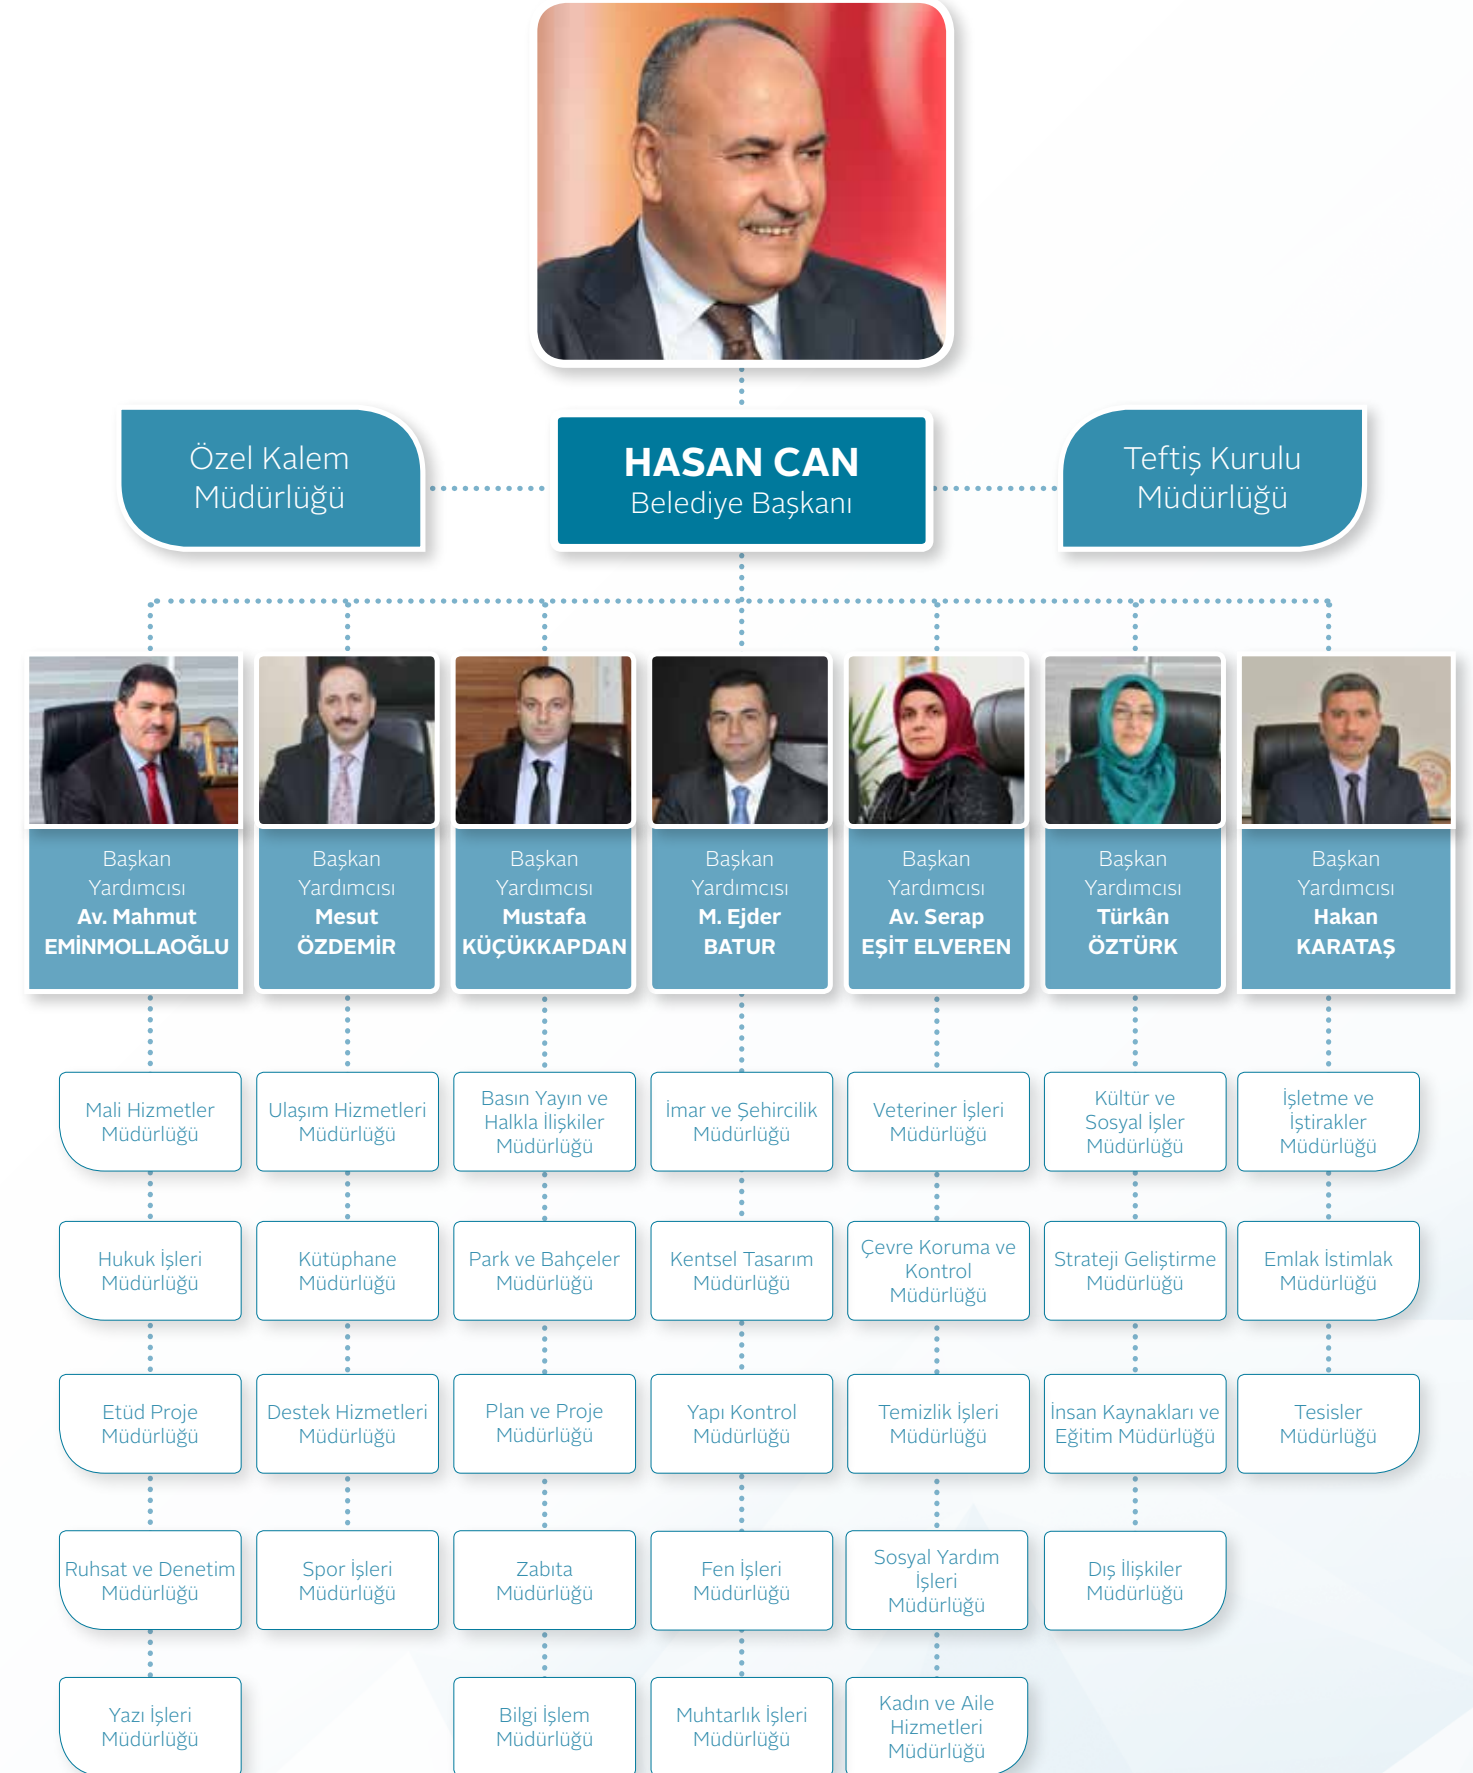 Özel Kalem
Müdürlüğü
HASAN CAN
Belediye Başkanı
Teftiş Kurulu
Müdürlüğü
Başkan
Yardımcısı
Av. Mahmut
EMİNMOLLAOĞLU
Başkan
Yardımcısı
Mesut
ÖZDEMİR
Başkan
Yardımcısı
Mustafa
KÜÇÜKKAPDAN
Başkan
Yardımcısı
M. Ejder
BATUR
Başkan
Yardımcısı
Av. Serap
EŞİT ELVEREN
Başkan
Yardımcısı
Türkân
ÖZTÜRK
Başkan
Yardımcısı
Hakan
KARATAŞ
Mali Hizmetler
Müdürlüğü
Ulaşım Hizmetleri
Müdürlüğü
Basın Yayın ve
Halkla İlişkiler
Müdürlüğü
İmar ve Şehircilik
Müdürlüğü
Veteriner İşleri
Müdürlüğü
Kültür ve
Sosyal İşler
Müdürlüğü
İşletme ve
İştirakler
Müdürlüğü
Hukuk İşleri
Müdürlüğü
Kütüphane
Müdürlüğü
Park ve Bahçeler
Müdürlüğü
Kentsel Tasarım
Müdürlüğü
Çevre Koruma ve
Kontrol
Müdürlüğü
Strateji Geliştirme
Müdürlüğü
Emlak İstimlak
Müdürlüğü
Etüd Proje
Müdürlüğü
Destek Hizmetleri
Müdürlüğü
Plan ve Proje
Müdürlüğü
Yapı Kontrol
Müdürlüğü
Temizlik İşleri
Müdürlüğü
İnsan Kaynakları ve
Eğitim Müdürlüğü
Tesisler
Müdürlüğü
Ruhsat ve Denetim
Müdürlüğü
Spor İşleri
Müdürlüğü
Zabıta
Müdürlüğü
Fen İşleri
Müdürlüğü
Sosyal Yardım
İşleri
Müdürlüğü
Dış İlişkiler
Müdürlüğü
Yazı İşleri
Müdürlüğü
Bilgi İşlem
Müdürlüğü
Muhtarlık İşleri
Müdürlüğü
Kadın ve Aile
Hizmetleri
Müdürlüğü